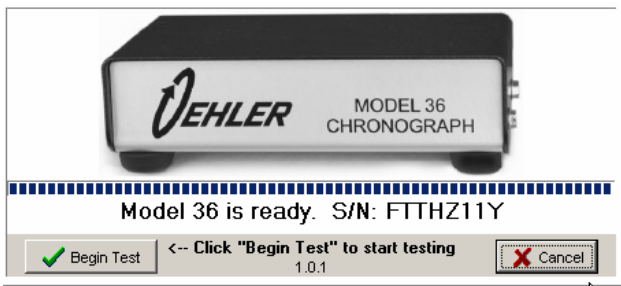 OEHLER
MODEL 36
CHRONOGRAPH
Model 36 is ready.  S/N: FTTHZ11Y
Begin Test
<-- Click "Begin Test" to start testing
1.0.1
Cancel